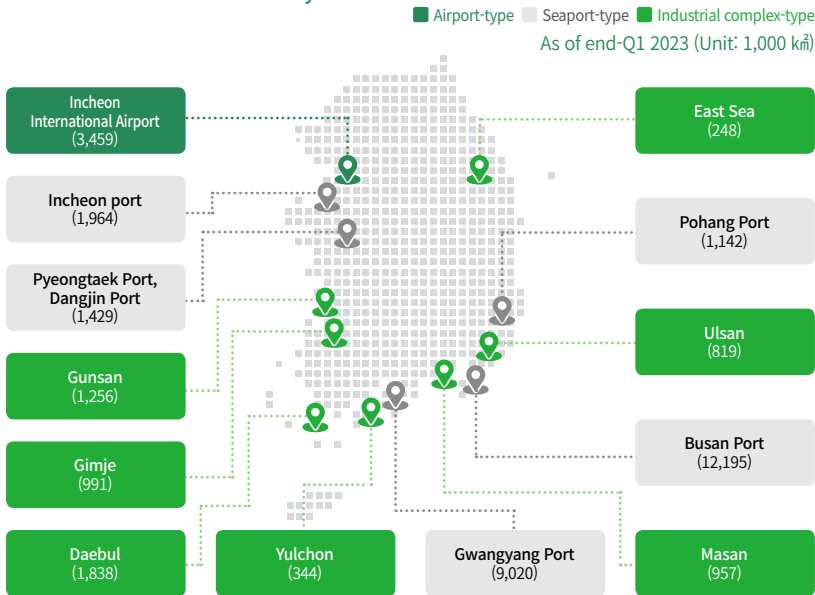 Airport-type Seaport-type Industrial complex-type
As of end-Q1 2023 (Unit: 1,000 ㎢)
Incheon
International Airport
(3,459)
Incheon port
(1,964)
Pyeongtaek Port,
Dangjin Port
(1,429)
Gunsan
(1,256)
Gimje
(991)
Daebul
(1,838)
Yulchon
(344)
Gwangyang Port
(9,020)
East Sea
(248)
Pohang Port
(1,142)
Ulsan
(819)
Busan Port
(12,195)
Masan
(957)